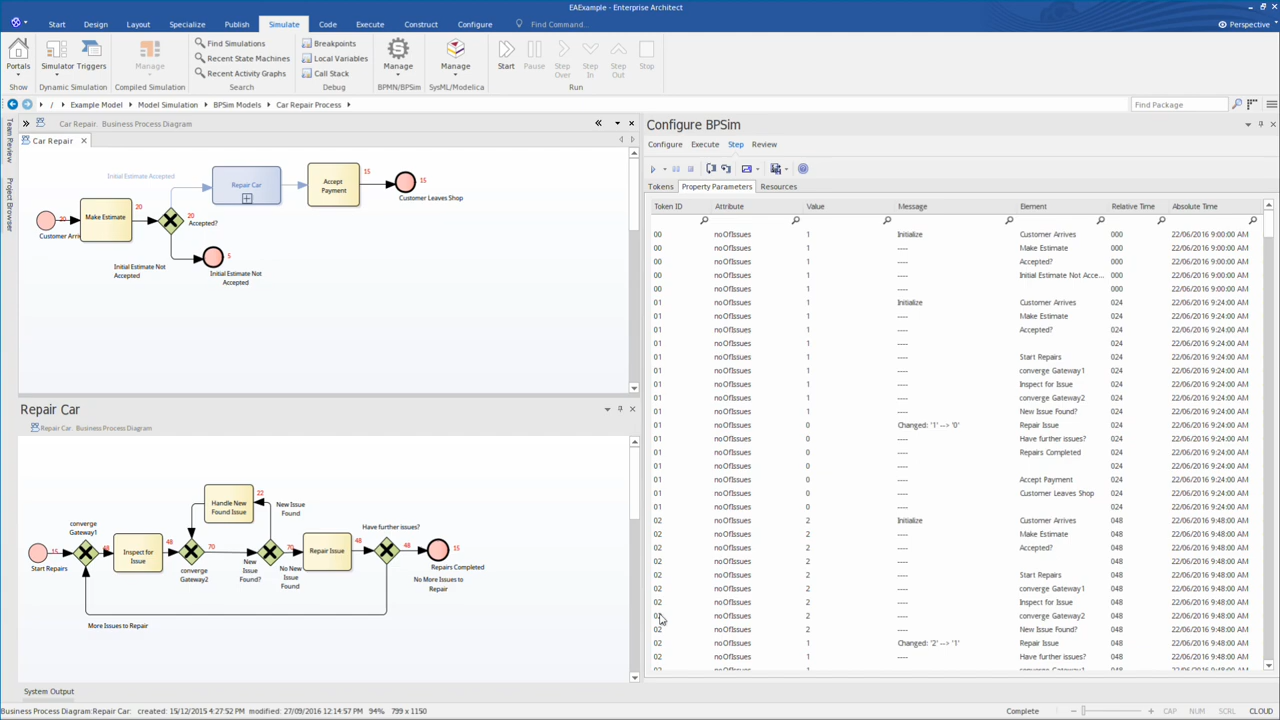 EAExample - Enterprise Architect
Start Design Layout Specialize Publish Simulate Code Execute Construct Configure Find Command... Perspective
Portals Simulator Triggers Manage Find Simulations Recent State Machines Recent Activity Graphs Breakpoints Local Variables Call Stack Manage Manage Start Pause Step Over Step In Step Out Stop
Show Dynamic Simulation Compiled Simulation Search Debug BPMN/BPSim SysML/Modelica Run
/ Example Model Model Simulation BPSim Models Car Repair Process Find Package
Team Review
Project Browser
Car Repair: Business Process Diagram
Car Repair
Initial Estimate Accepted
Repair Car
Accept Payment
15
15
Customer Leaves Shop
Make Estimate
20
20
20
Customer Arri
Accepted?
Initial Estimate Not Accepted
5
Initial Estimate Not Accepted
Repair Car
Repair Car: Business Process Diagram
Handle New Found Issue
22
New Issue Found
converge Gateway1
Have further issues?
15
Start Repairs
Inspect for Issue
48
converge Gateway2
70
New Issue Found?
70
No New Issue Found
Repair Issue
48
48
15
Repairs Completed
No More Issues to Repair
More Issues to Repair
System Output
Configure BPSim
Configure Execute Step Review
Tokens Property Parameters Resources
Token ID Attribute Value Message Element Relative Time Absolute Time
00 noOfIssues 1 Initialize Customer Arrives 000 22/06/2016 9:00:00 AM
00 noOfIssues 1 ---- Make Estimate 000 22/06/2016 9:00:00 AM
00 noOfIssues 1 ---- Accepted? 000 22/06/2016 9:00:00 AM
00 noOfIssues 1 ---- Initial Estimate Not Acce... 000 22/06/2016 9:00:00 AM
00 noOfIssues 1 ---- 000 22/06/2016 9:00:00 AM
01 noOfIssues 1 Initialize Customer Arrives 024 22/06/2016 9:24:00 AM
01 noOfIssues 1 ---- Make Estimate 024 22/06/2016 9:24:00 AM
01 noOfIssues 1 ---- Accepted? 024 22/06/2016 9:24:00 AM
01 noOfIssues 1 ---- 024 22/06/2016 9:24:00 AM
01 noOfIssues 1 ---- Start Repairs 024 22/06/2016 9:24:00 AM
01 noOfIssues 1 ---- converge Gateway1 024 22/06/2016 9:24:00 AM
01 noOfIssues 1 ---- Inspect for Issue 024 22/06/2016 9:24:00 AM
01 noOfIssues 1 ---- converge Gateway2 024 22/06/2016 9:24:00 AM
01 noOfIssues 1 ---- New Issue Found? 024 22/06/2016 9:24:00 AM
01 noOfIssues 0 Changed: '1' --> '0' Repair Issue 024 22/06/2016 9:24:00 AM
01 noOfIssues 0 ---- Have further issues? 024 22/06/2016 9:24:00 AM
01 noOfIssues 0 ---- Repairs Completed 024 22/06/2016 9:24:00 AM
01 noOfIssues 0 ---- 024 22/06/2016 9:24:00 AM
01 noOfIssues 0 ---- Accept Payment 024 22/06/2016 9:24:00 AM
01 noOfIssues 0 ---- Customer Leaves Shop 024 22/06/2016 9:24:00 AM
01 noOfIssues 0 ---- 024 22/06/2016 9:24:00 AM
02 noOfIssues 2 Initialize Customer Arrives 048 22/06/2016 9:48:00 AM
02 noOfIssues 2 ---- Make Estimate 048 22/06/2016 9:48:00 AM
02 noOfIssues 2 ---- Accepted? 048 22/06/2016 9:48:00 AM
02 noOfIssues 2 ---- 048 22/06/2016 9:48:00 AM
02 noOfIssues 2 ---- Start Repairs 048 22/06/2016 9:48:00 AM
02 noOfIssues 2 ---- converge Gateway1 048 22/06/2016 9:48:00 AM
02 noOfIssues 2 ---- Inspect for Issue 048 22/06/2016 9:48:00 AM
02 noOfIssues 2 ---- converge Gateway2 048 22/06/2016 9:48:00 AM
02 noOfIssues 2 ---- New Issue Found? 048 22/06/2016 9:48:00 AM
02 noOfIssues 1 Changed: '2' --> '1' Repair Issue 048 22/06/2016 9:48:00 AM
02 noOfIssues 1 ---- Have further issues? 048 22/06/2016 9:48:00 AM
Business Process Diagram:Repair Car: created: 15/12/2015 4:27:52 PM modified: 27/09/2016 12:14:57 PM 94% 799 x 1150 Complete CAP NUM SCRL CLOUD